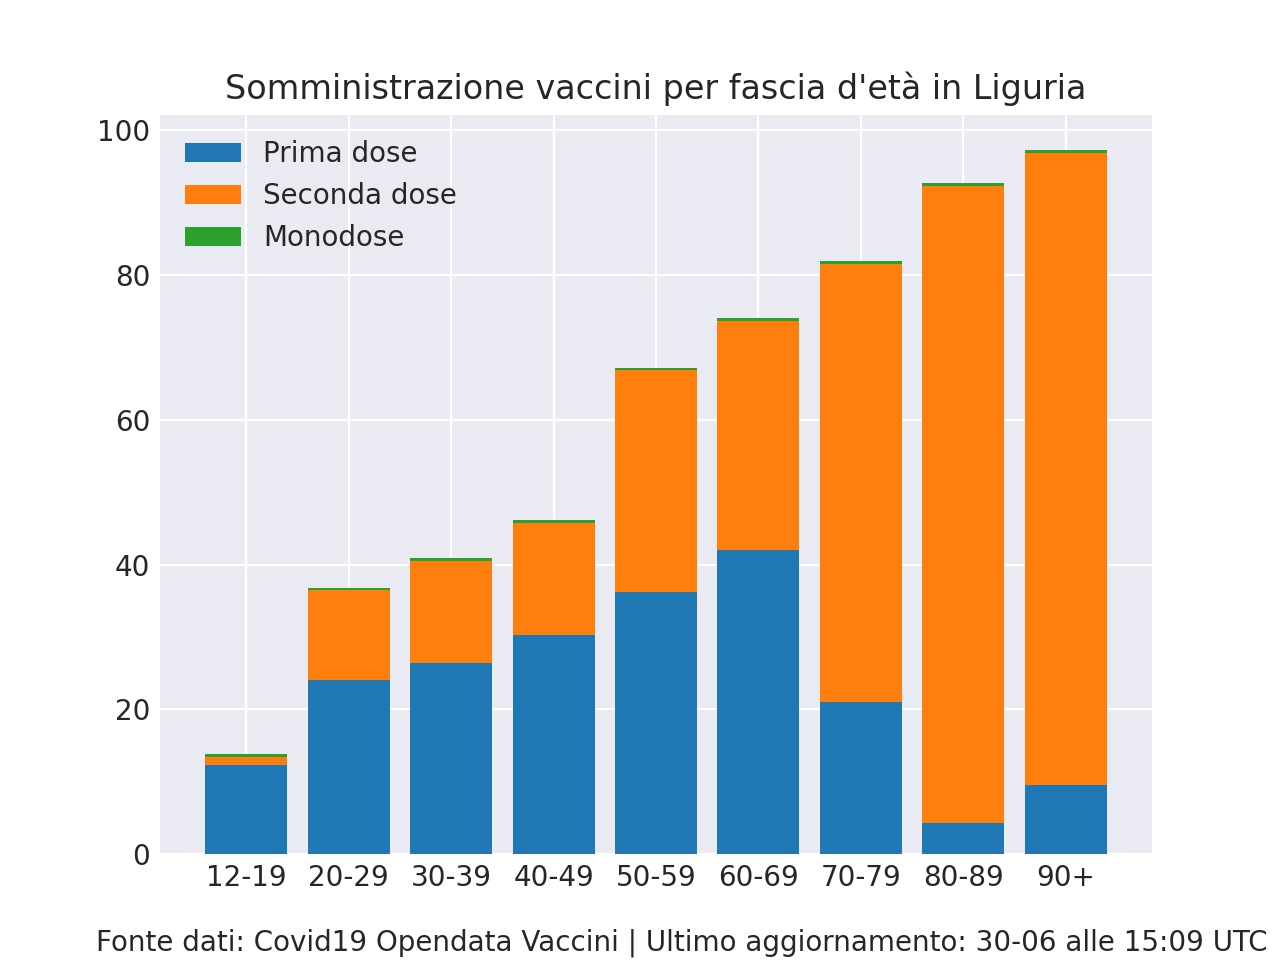 Somministrazione vaccini per fascia d'età in Liguria
100
80
60
40
20
0
Prima dose
Seconda dose
Monodose
12-19 20-29 30-39 40-49 50-59 60-69 70-79 80-89 90+
Fonte dati: Covid19 Opendata Vaccini | Ultimo aggiornamento: 30-06 alle 15:09 UTC